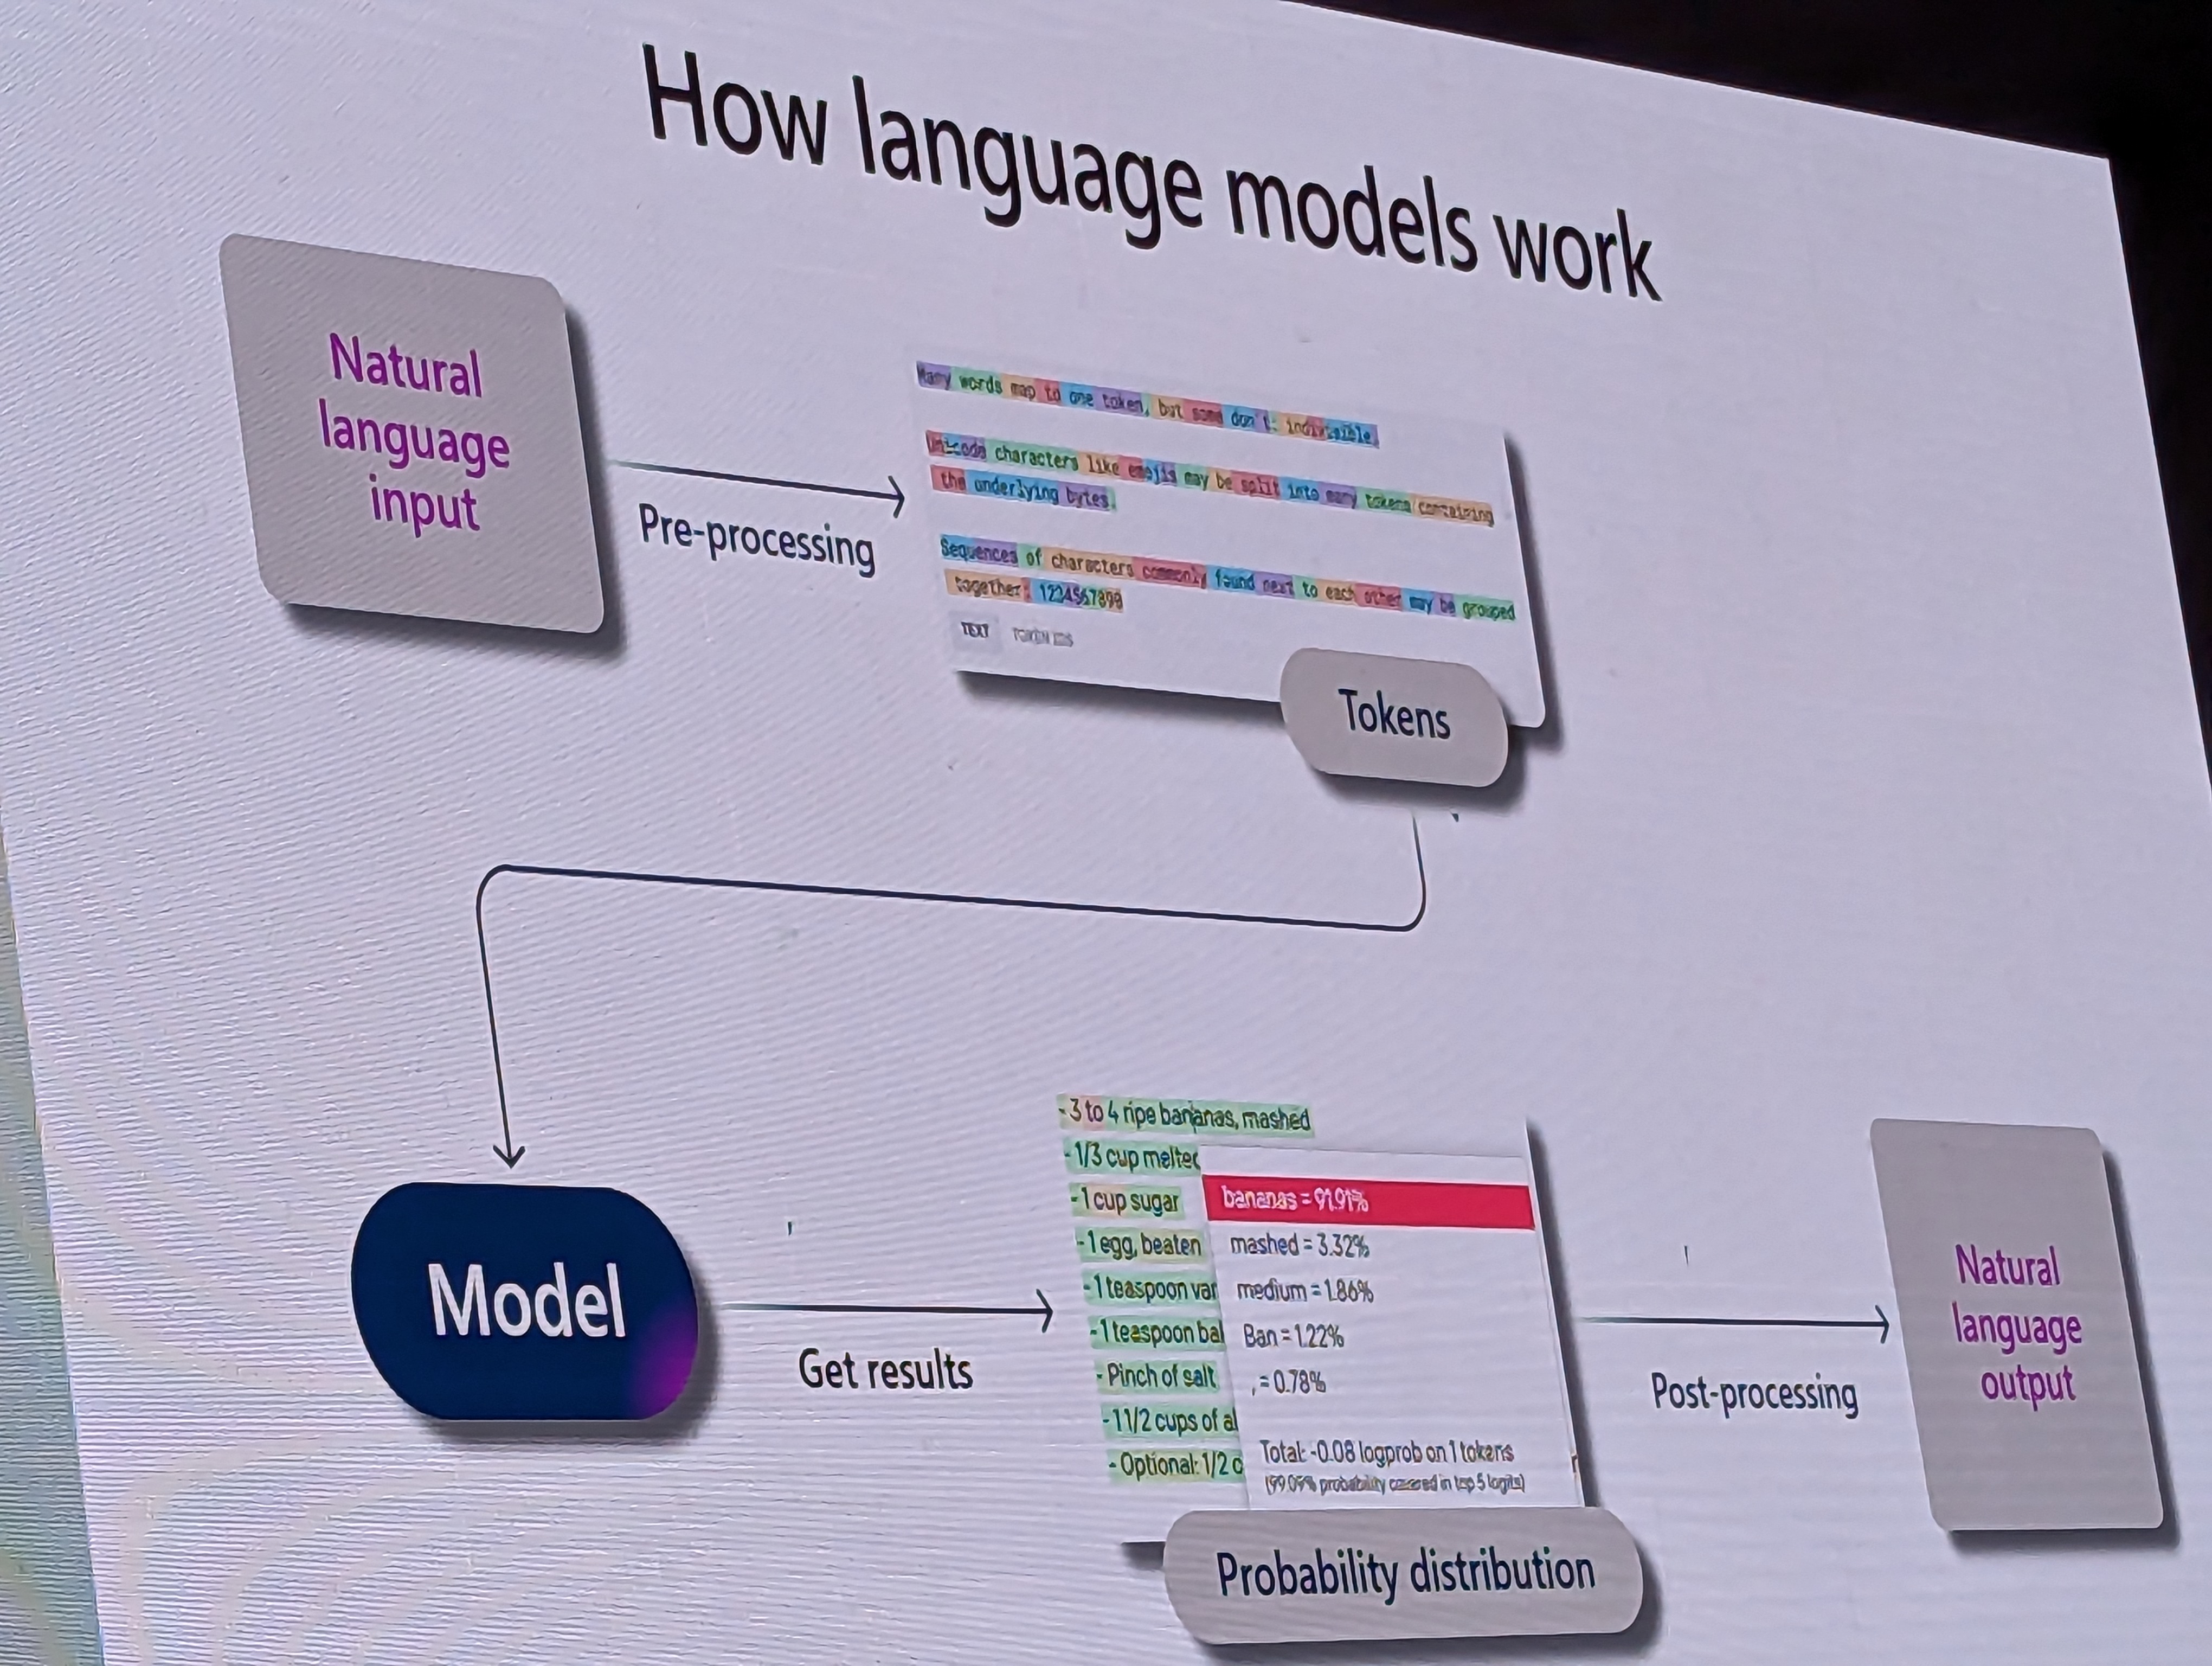 How language models work
Natural
language
input
Pre-processing
Many words map to one token, but some don't: indivisible.
Unicode characters like emojis may be split into many tokens containing
the underlying bytes.
Sequences of characters commonly found next to each other may be grouped
together: 1234567890
TEXT TOKEN IDS
Tokens
Model
Get results
- 3 to 4 ripe bananas, mashed
- 1/3 cup melted
- 1 cup sugar
- 1 egg, beaten
- 1 teaspoon van
- 1 teaspoon bak
- Pinch of salt
- 1 1/2 cups of al
- Optional: 1/2 c
bananas = 91.91%
mashed = 3.32%
medium = 1.86%
Ban = 1.22%
, = 0.78%
Total: -0.08 logprob on 1 tokens
(99.09% probability covered in top 5 logits)
Probability distribution
Post-processing
Natural
language
output